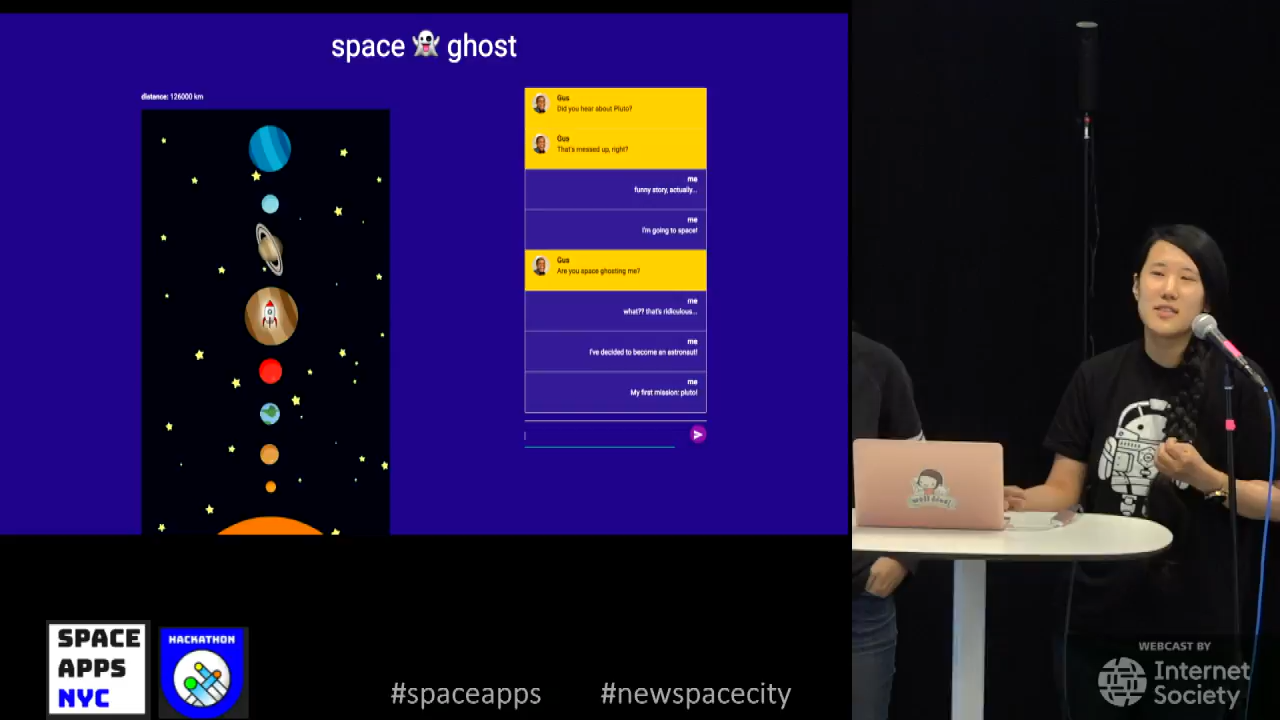 space 👻 ghost
distance: 126000 km
Gus
Did you hear about Pluto?
Gus
That's messed up, right?
me
funny story, actually...
me
I'm going to space!
Gus
Are you space ghosting me?
me
what?? that's ridiculous...
me
I've decided to become an astronaut!
me
My first mission: pluto!
SPACE
APPS
NYC
HACKATHON
#spaceapps
#newspacecity
WEBCAST BY
Internet
Society